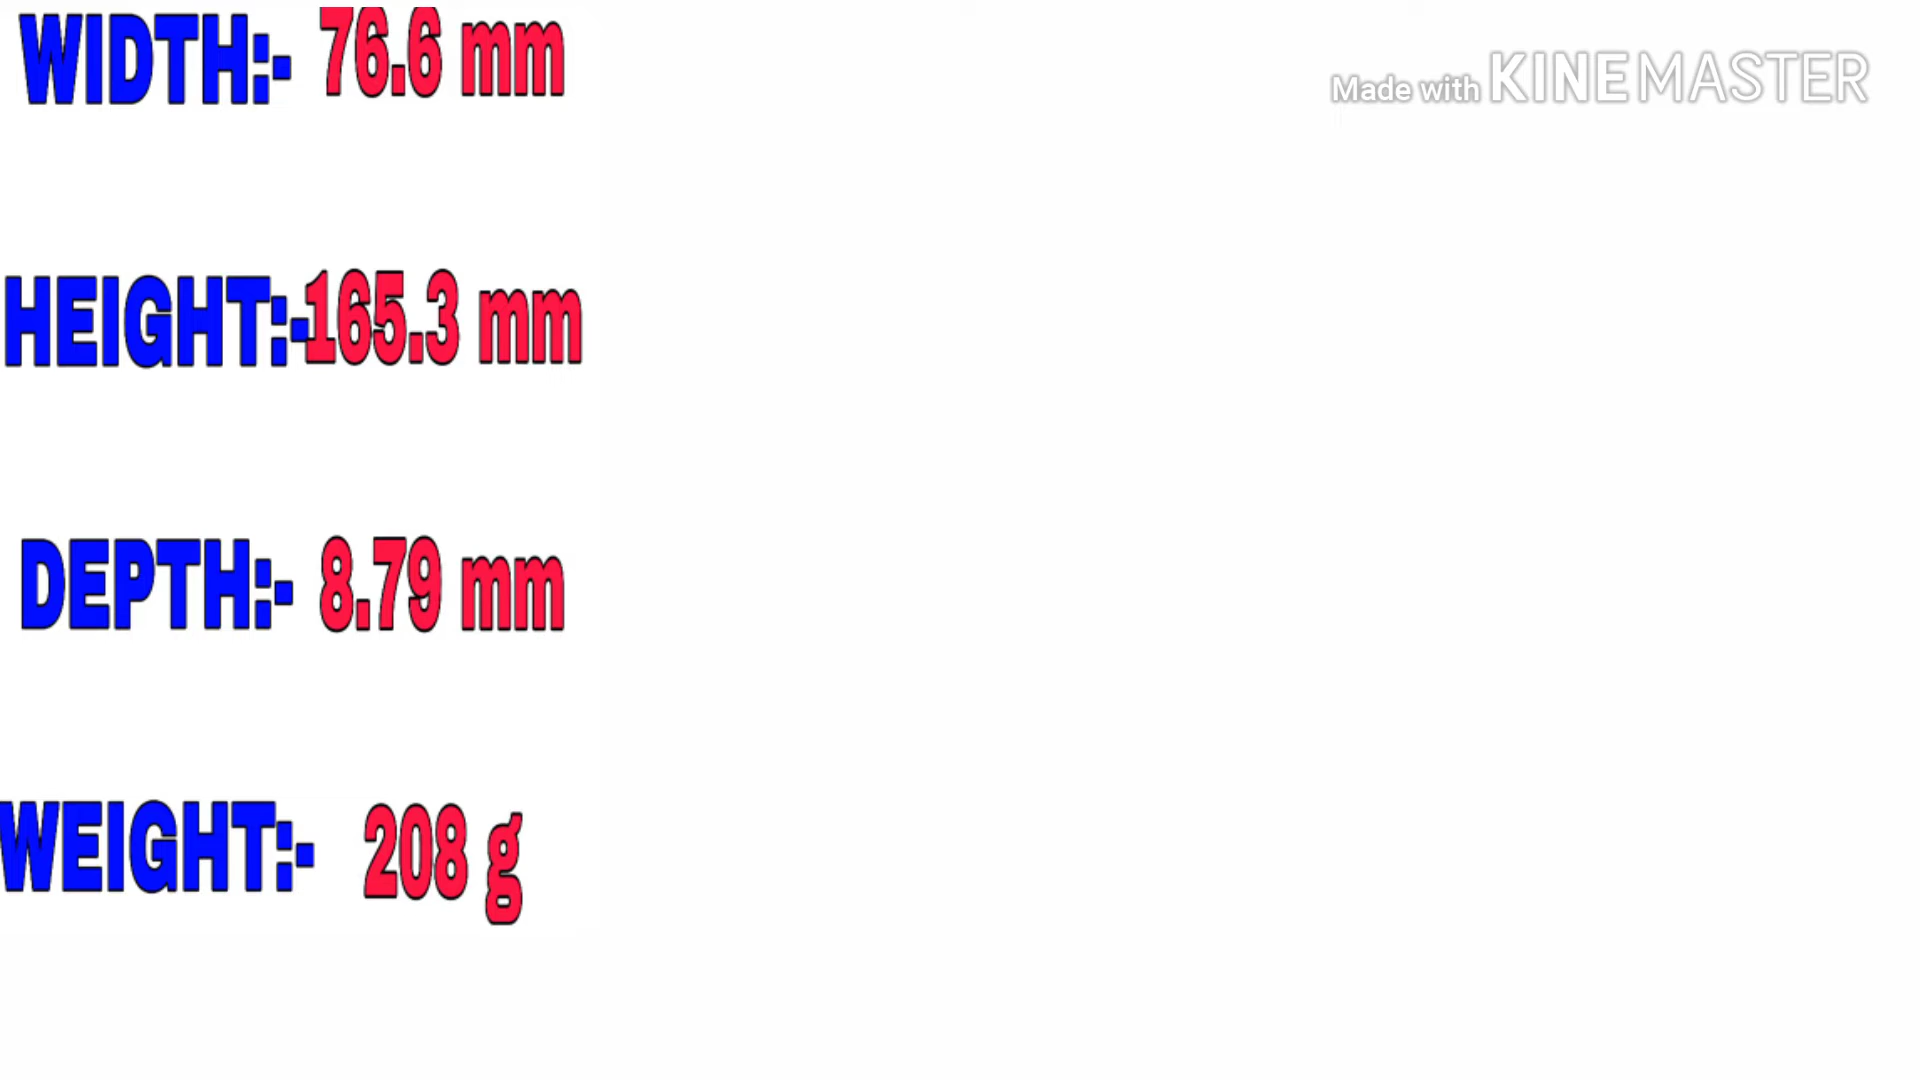 WIDTH:- 76.6 mm
Made with KINEMASTER
HEIGHT:-165.3 mm
DEPTH:- 8.79 mm
WEIGHT:- 208 g